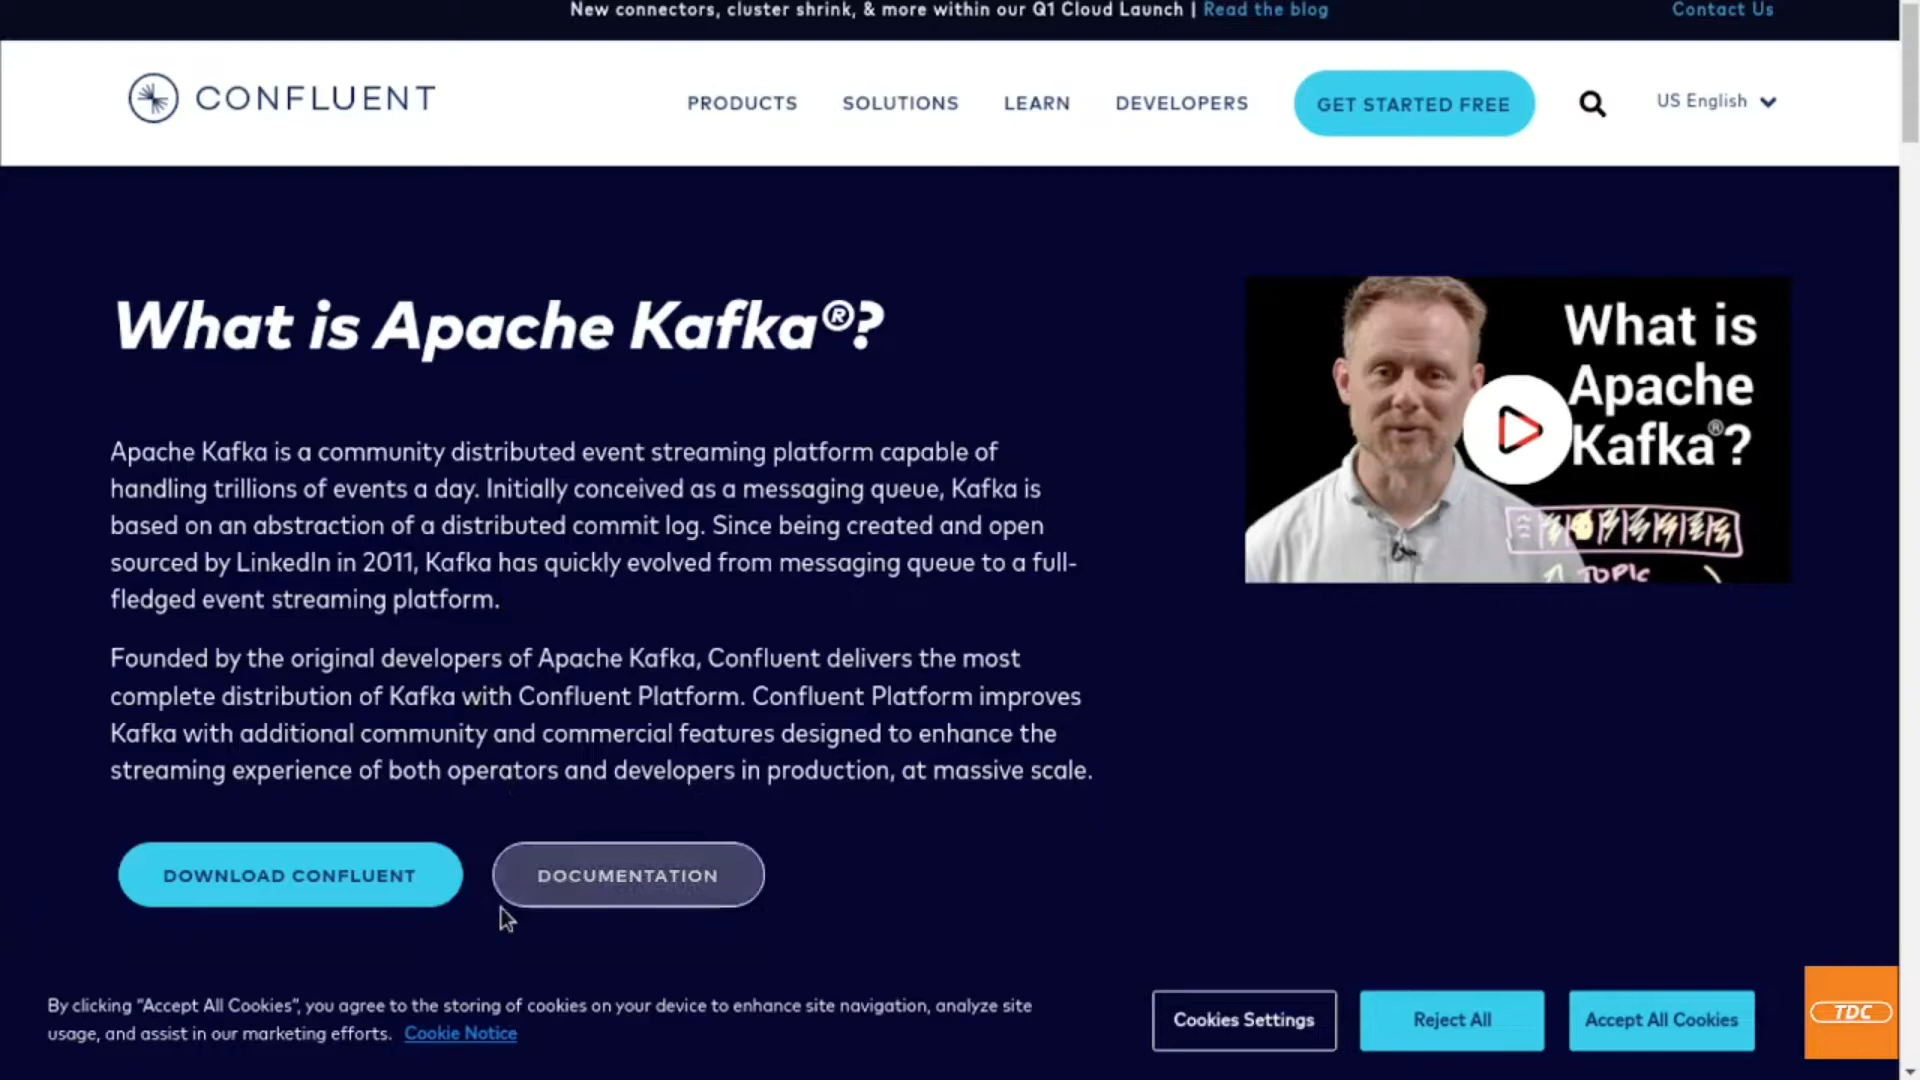 New connectors, cluster shrink, & more within our Q1 Cloud Launch | Read the blog
Contact Us
CONFLUENT
PRODUCTS
SOLUTIONS
LEARN
DEVELOPERS
GET STARTED FREE
US English
What is Apache Kafka®?
Apache Kafka is a community distributed event streaming platform capable of
handling trillions of events a day. Initially conceived as a messaging queue, Kafka is
based on an abstraction of a distributed commit log. Since being created and open
sourced by LinkedIn in 2011, Kafka has quickly evolved from messaging queue to a full-
fledged event streaming platform.
Founded by the original developers of Apache Kafka, Confluent delivers the most
complete distribution of Kafka with Confluent Platform. Confluent Platform improves
Kafka with additional community and commercial features designed to enhance the
streaming experience of both operators and developers in production, at massive scale.
What is
Apache
Kafka®?
TOPIC
DOWNLOAD CONFLUENT
DOCUMENTATION
By clicking "Accept All Cookies", you agree to the storing of cookies on your device to enhance site navigation, analyze site
usage, and assist in our marketing efforts. Cookie Notice
Cookies Settings
Reject All
Accept All Cookies
TDC